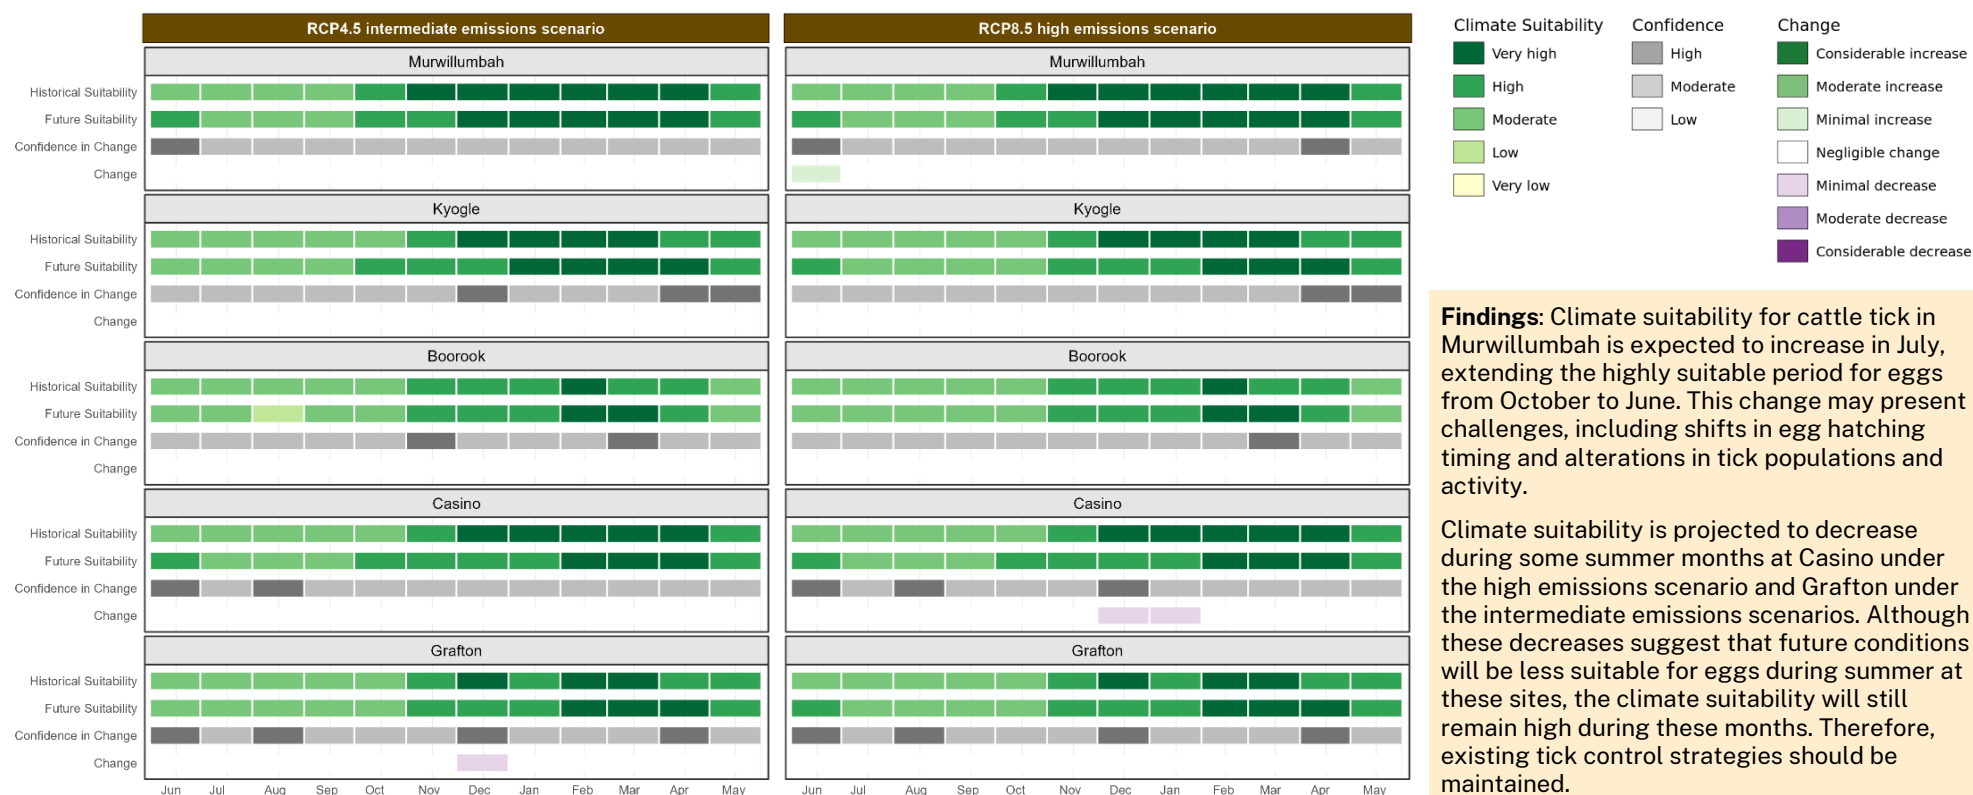 RCP4.5 intermediate emissions scenario
RCP8.5 high emissions scenario
Murwillumbah
Murwillumbah
Historical Suitability
Future Suitability
Confidence in Change
Change
Kyogle
Kyogle
Historical Suitability
Future Suitability
Confidence in Change
Change
Boorook
Boorook
Historical Suitability
Future Suitability
Confidence in Change
Change
Casino
Casino
Historical Suitability
Future Suitability
Confidence in Change
Change
Grafton
Grafton
Historical Suitability
Future Suitability
Confidence in Change
Change
Jun Jul Aug Sep Oct Nov Dec Jan Feb Mar Apr May
Jun Jul Aug Sep Oct Nov Dec Jan Feb Mar Apr May
Climate Suitability
Very high
High
Moderate
Low
Very low
Confidence
High
Moderate
Low
Change
Considerable increase
Moderate increase
Minimal increase
Negligible change
Minimal decrease
Moderate decrease
Considerable decrease
Findings: Climate suitability for cattle tick in
Murwillumbah is expected to increase in July,
extending the highly suitable period for eggs
from October to June. This change may present
challenges, including shifts in egg hatching
timing and alterations in tick populations and
activity.
Climate suitability is projected to decrease
during some summer months at Casino under
the high emissions scenario and Grafton under
the intermediate emissions scenarios. Although
these decreases suggest that future conditions
will be less suitable for eggs during summer at
these sites, the climate suitability will still
remain high during these months. Therefore,
existing tick control strategies should be
maintained.